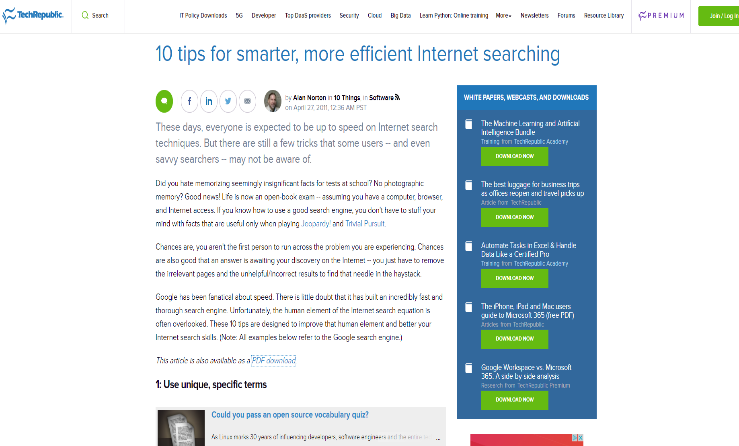 TechRepublic.
Search
IT Policy Downloads 5G Developer Top DaaS providers Security Cloud Big Data Learn Python: Online training More Newsletters Forums Resource Library
PREMIUM
Join / Log In
10 tips for smarter, more efficient Internet searching
by Alan Norton in 10 Things, in Software
on April 27, 2011, 12:36 AM PST
These days, everyone is expected to be up to speed on Internet search
techniques. But there are still a few tricks that some users -- and even
savvy searchers -- may not be aware of.
Did you hate memorizing seemingly insignificant facts for tests at school? No photographic
memory? Good news! Life is now an open-book exam -- assuming you have a computer, browser,
and Internet access. If you know how to use a good search engine, you don't have to stuff your
mind with facts that are useful only when playing Jeopardy! and Trivial Pursuit.
Chances are, you aren't the first person to run across the problem you are experiencing. Chances
are also good that an answer is awaiting your discovery on the Internet -- you just have to remove
the irrelevant pages and the unhelpful/incorrect results to find that needle in the haystack.
Google has been fanatical about speed. There is little doubt that it has built an incredibly fast and
thorough search engine. Unfortunately, the human element of the Internet search equation is
often overlooked. These 10 tips are designed to improve that human element and better your
Internet search skills. (Note: All examples below refer to the Google search engine.)
This article is also available as a PDF download
1: Use unique, specific terms
Could you pass an open source vocabulary quiz?
As Linux marks 30 years of influencing developers, software engineers and the entire ...
WHITE PAPERS, WEBCASTS, AND DOWNLOADS
The Machine Learning and Artificial
Intelligence Bundle
Training from TechRepublic Academy
DOWNLOAD NOW
The best luggage for business trips
as offices reopen and travel picks up
Article from TechRepublic
DOWNLOAD NOW
Automate Tasks in Excel & Handle
Data Like a Certified Pro
Training from TechRepublic Academy
DOWNLOAD NOW
The iPhone, iPad and Mac users
guide to Microsoft 365 (free PDF)
Articles from TechRepublic
DOWNLOAD NOW
Google Workspace vs. Microsoft
365: A side by side analysis
Research from TechRepublic Premium
DOWNLOAD NOW